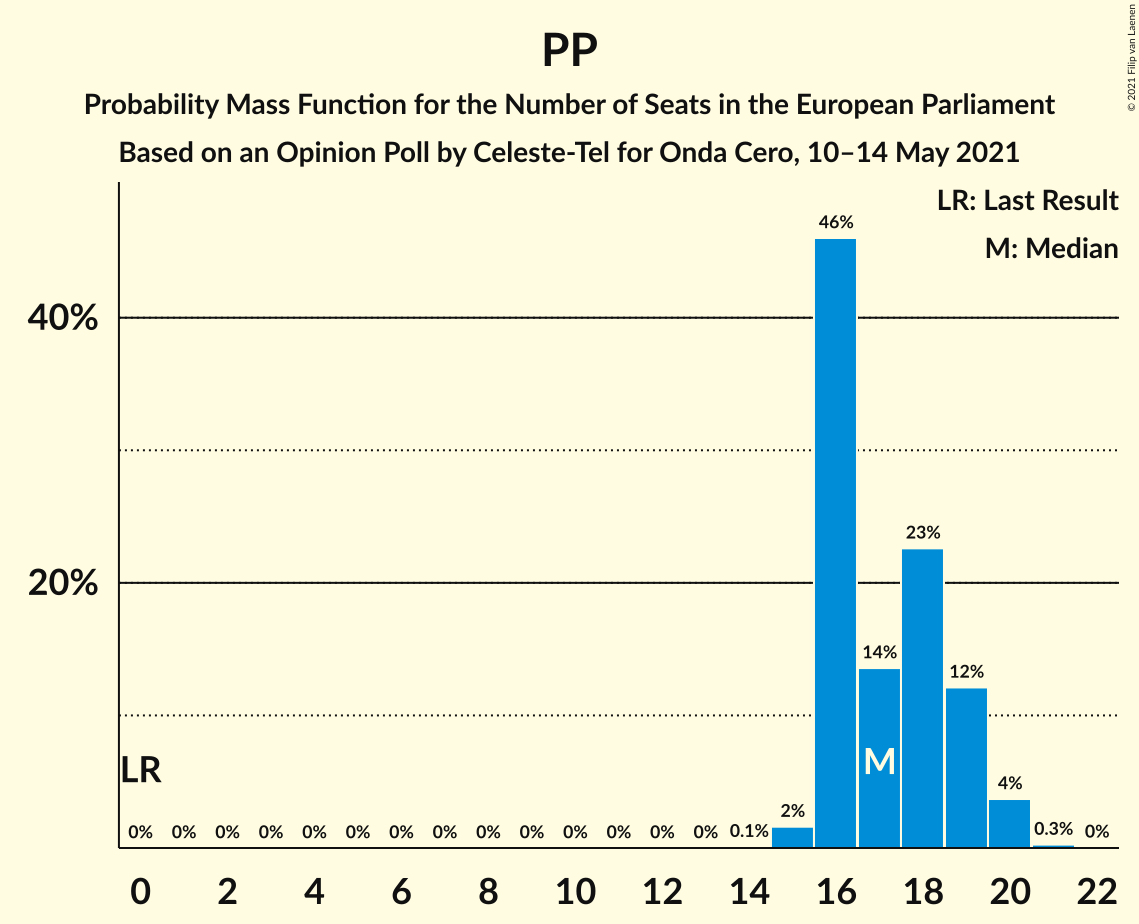 PP
Probability Mass Function for the Number of Seats in the European Parliament
Based on an Opinion Poll by Celeste-Tel for Onda Cero, 10–14 May 2021
© 2021 Filip van Laenen
LR: Last Result
M: Median
46%
40%
23%
20%
14%
12%
M
LR
4%
2%
0% 0% 0% 0% 0% 0% 0% 0% 0% 0% 0% 0% 0% 0% 0.1% 0.3% 0%
0 2 4 6 8 10 12 14 16 18 20 22